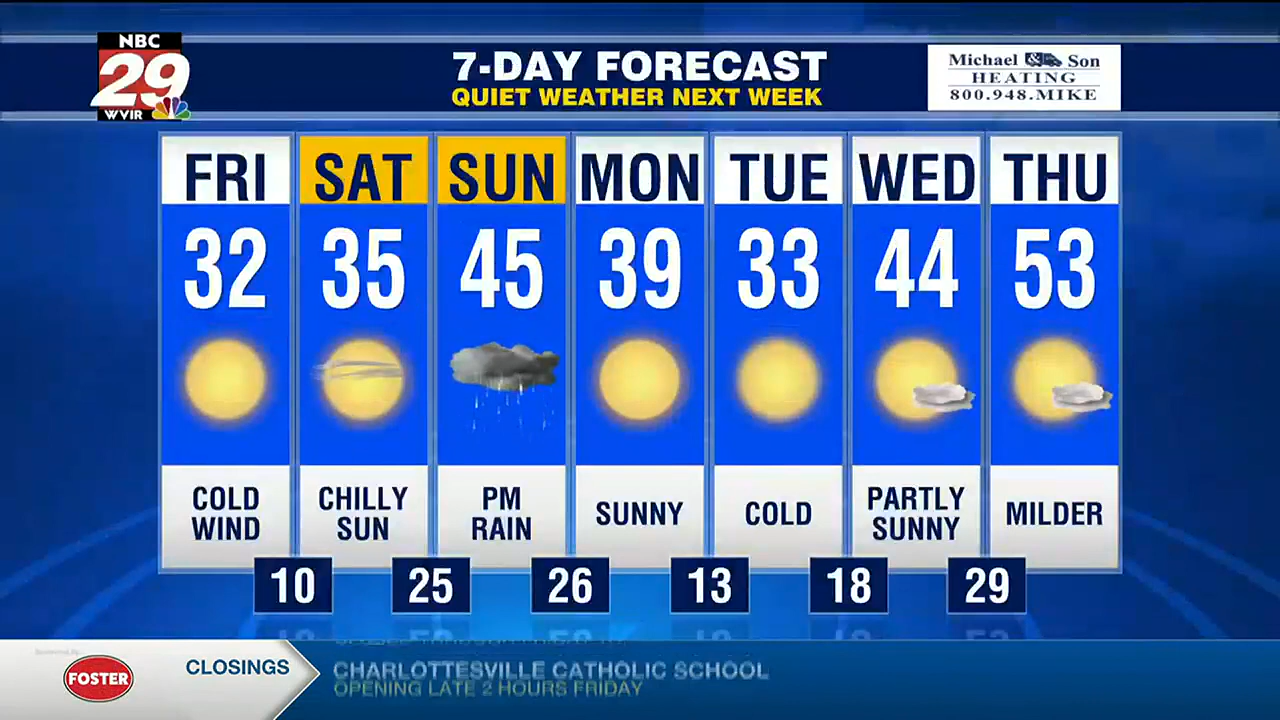 NBC
29
WVIR
7-DAY FORECAST
QUIET WEATHER NEXT WEEK
Michael & Son
HEATING
800.948.MIKE
FRI SAT SUN MON TUE WED THU
32 35 45 39 33 44 53
COLD WIND
CHILLY SUN
PM RAIN
SUNNY
COLD
PARTLY SUNNY
MILDER
10 25 26 13 18 29
FOSTER
CLOSINGS
CHARLOTTESVILLE CATHOLIC SCHOOL
OPENING LATE 2 HOURS FRIDAY